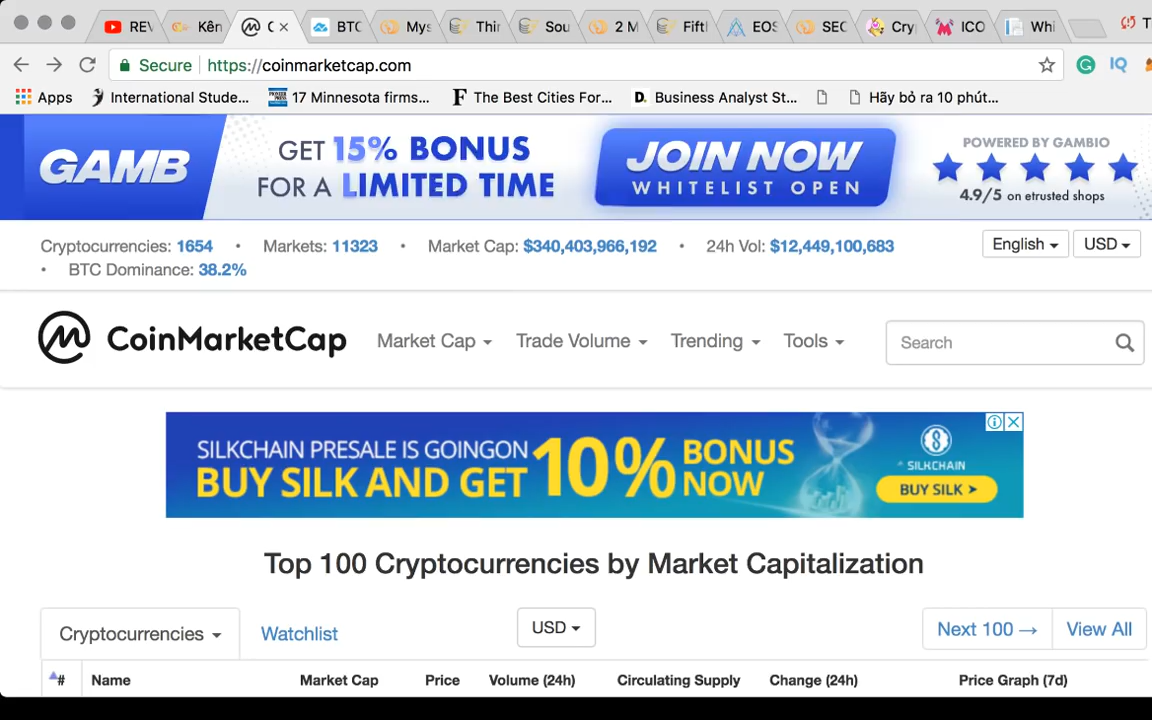 REV
Kên
C
BTC
Mys
Thir
Sou
2 M
Fift
EOS
SEC
Cry
ICO
Whi
T
Secure https://coinmarketcap.com
IQ
Apps International Stude... 17 Minnesota firms... F The Best Cities For... D. Business Analyst St... Hãy bỏ ra 10 phút...
GAMB
GET 15% BONUS
FOR A LIMITED TIME
JOIN NOW
WHITELIST OPEN
POWERED BY GAMBIO
4.9/5 on etrusted shops
Cryptocurrencies: 1654 • Markets: 11323 • Market Cap: $340,403,966,192 • 24h Vol: $12,449,100,683
• BTC Dominance: 38.2%
English USD
CoinMarketCap Market Cap Trade Volume Trending Tools Search
SILKCHAIN PRESALE IS GOINGON
BUY SILK AND GET 10% BONUS NOW
SILKCHAIN
BUY SILK ➤
Top 100 Cryptocurrencies by Market Capitalization
Cryptocurrencies Watchlist USD Next 100 → View All
# Name Market Cap Price Volume (24h) Circulating Supply Change (24h) Price Graph (7d)